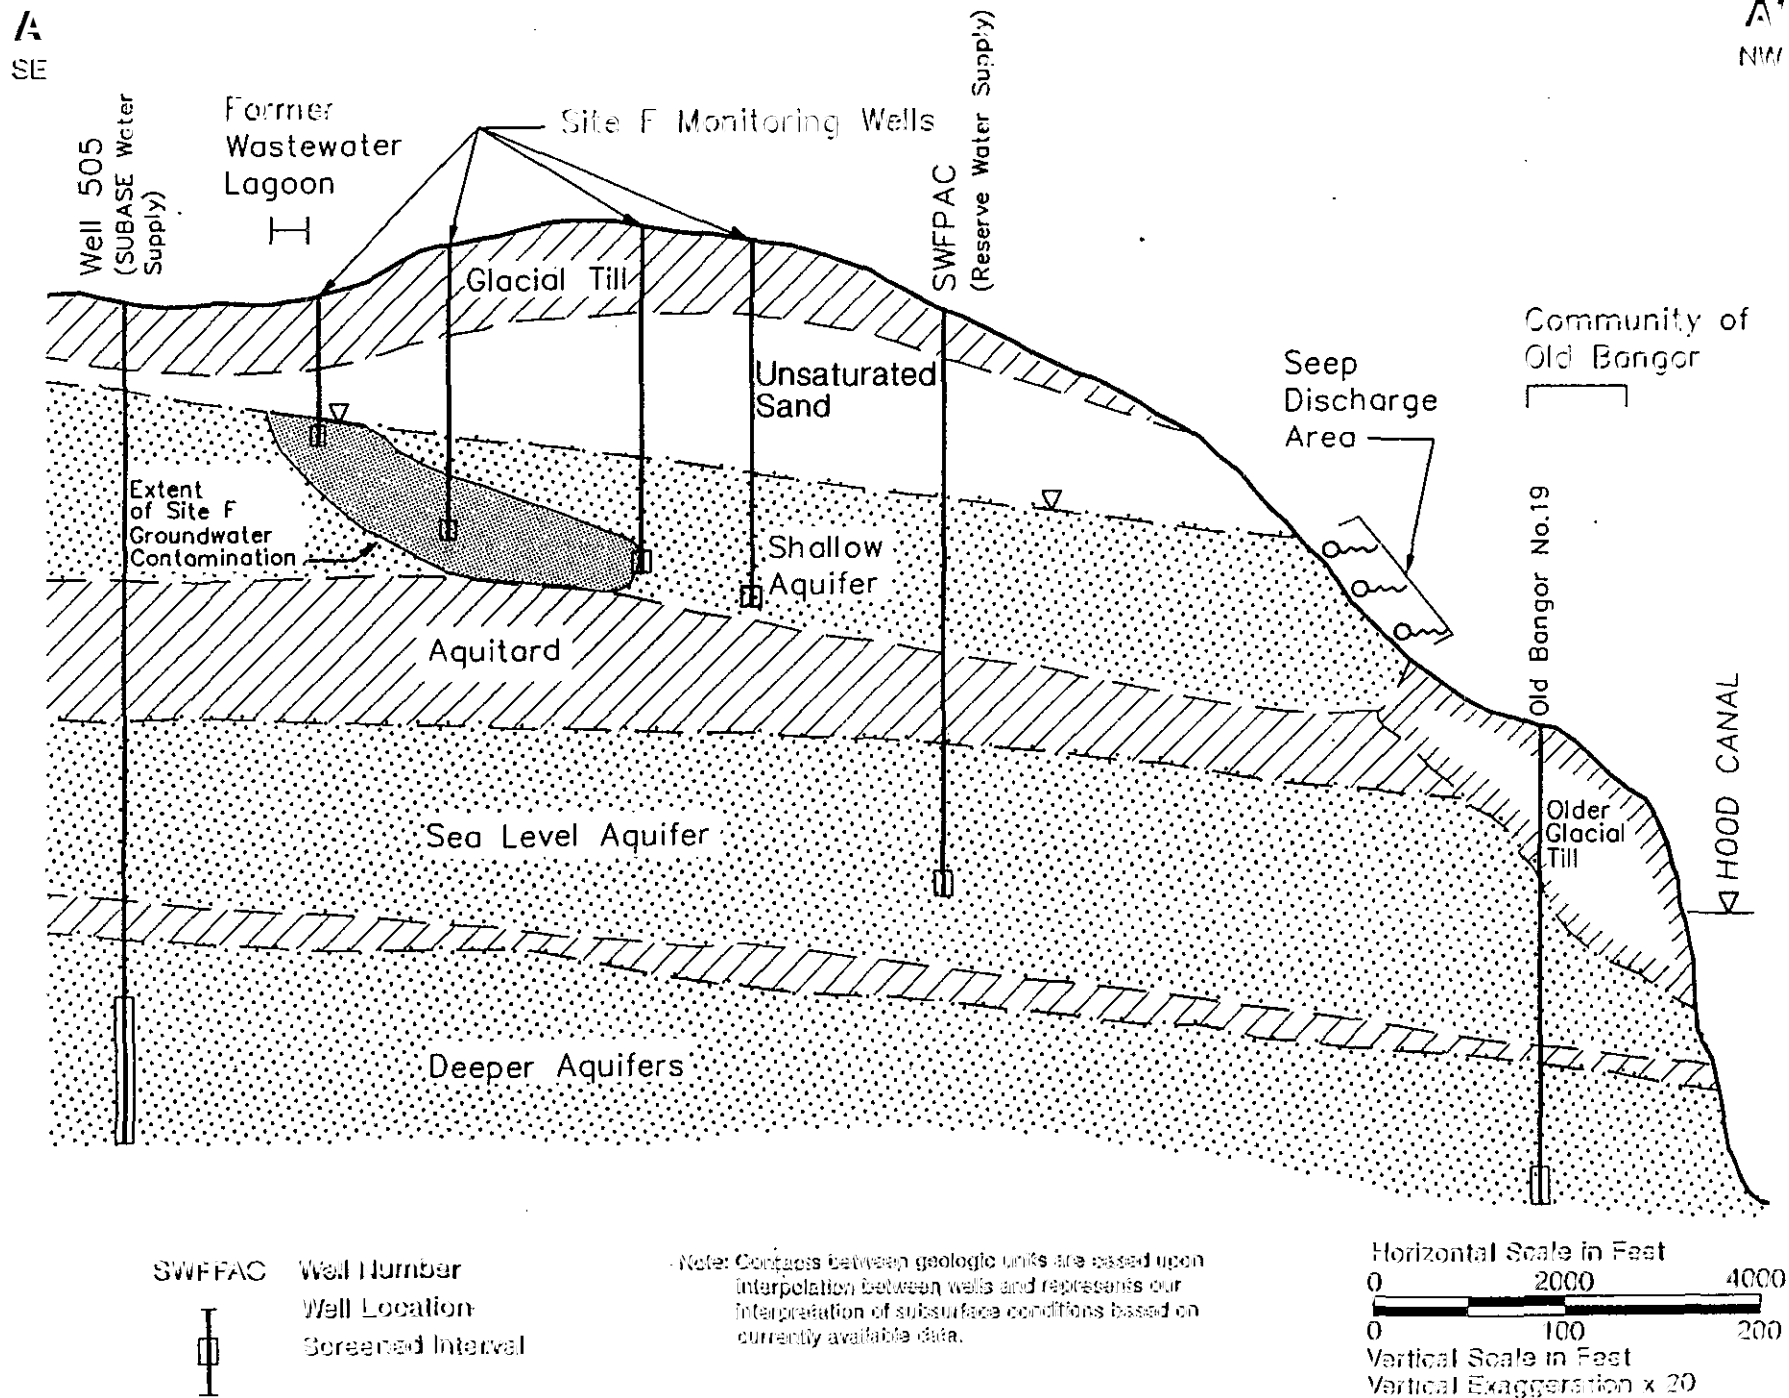 A
SE
A'
NW
Well 505
(SUBASE Water
Supply)
Former
Wastewater
Lagoon
Site F Monitoring Wells
SWFPAC
(Reserve Water Supply)
Glacial Till
Unsaturated
Sand
Community of
Old Bangor
Seep
Discharge
Area
Extent
of Site F
Groundwater
Contamination
Shallow
Aquifer
Old Bangor No.19
Aquitard
HOOD CANAL
Sea Level Aquifer
Older
Glacial
Till
Deeper Aquifers
SWFPAC Well Number
Well Location
Screened Interval
Note: Contacts between geologic units are based upon
interpolation between wells and represents our
interpretation of subsurface conditions based on
currently available data.
Horizontal Scale in Feet
0 2000 4000
0 100 200
Vertical Scale in Feet
Vertical Exaggeration x 20